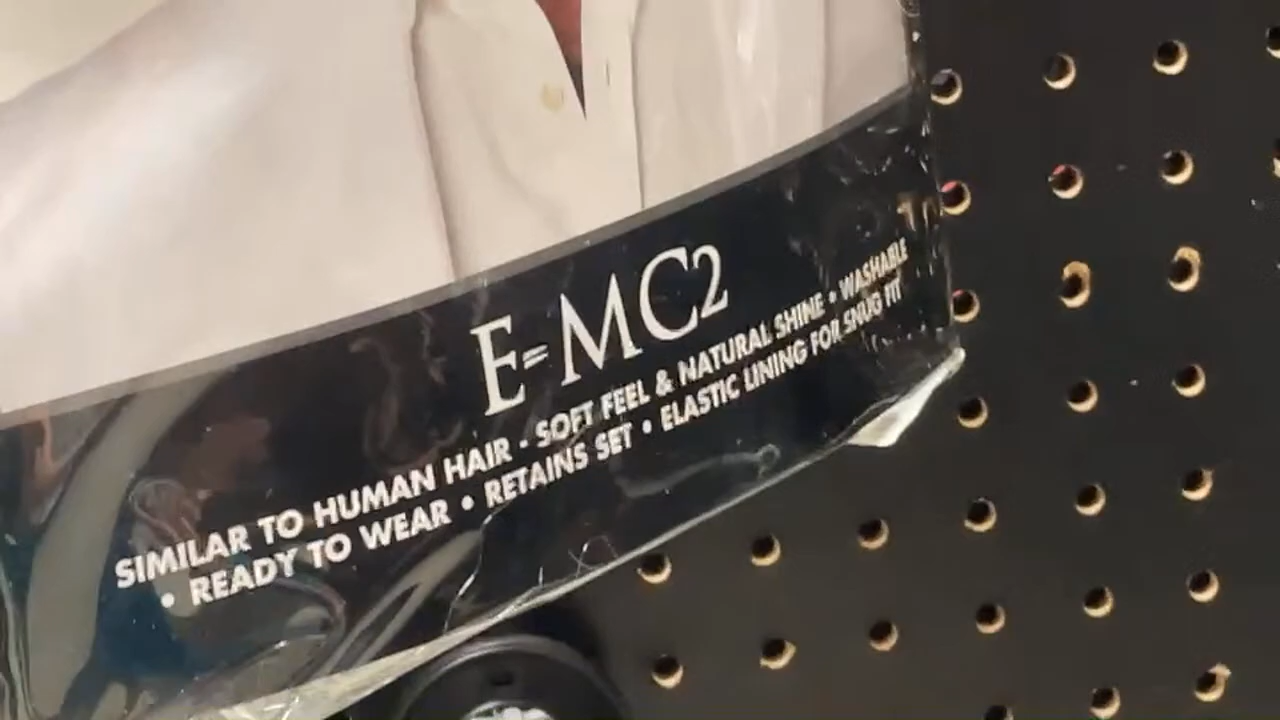 E=MC2
SIMILAR TO HUMAN HAIR • SOFT FEEL & NATURAL SHINE • WASHABLE
• READY TO WEAR • RETAINS SET • ELASTIC LINING FOR SNUG FIT